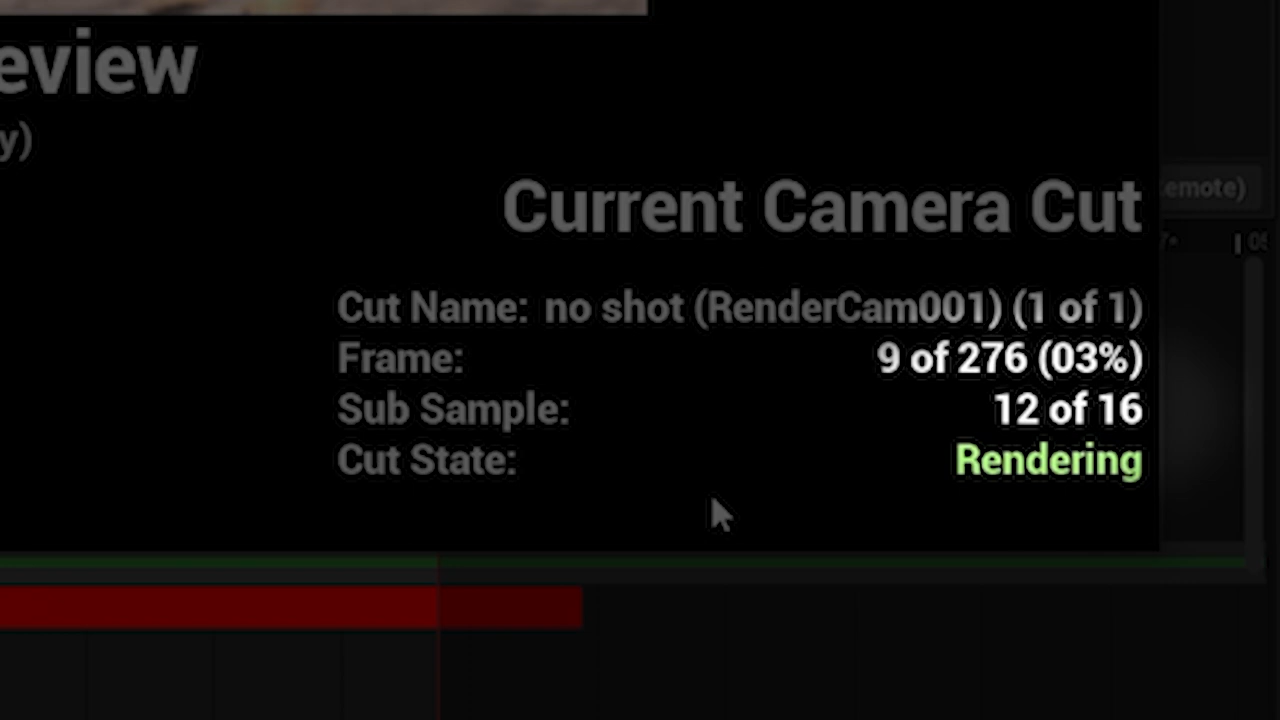 eview
y)
Current Camera Cut
emote)
Cut Name: no shot (RenderCam001) (1 of 1)
Frame: 9 of 276 (03%)
Sub Sample: 12 of 16
Cut State: Rendering